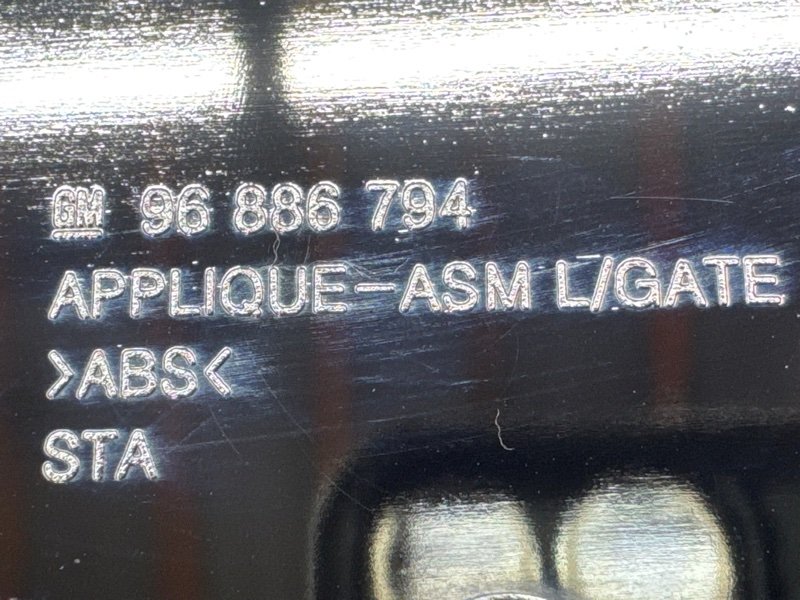 GM 96 886 794
APPLIQUE-ASM L/GATE
>ABS<
STA